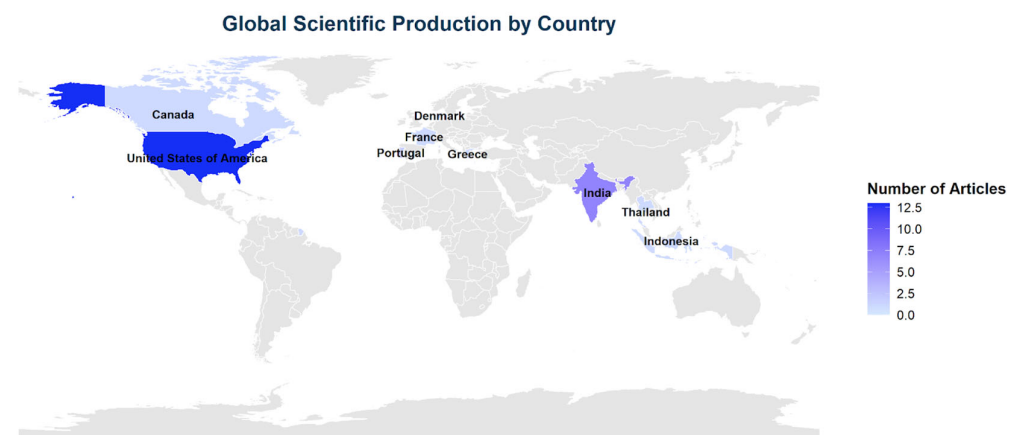 Global Scientific Production by Country
Canada
Denmark
France
United States of America
Portugal
Greece
India
Thailand
Indonesia
Number of Articles
12.5
10.0
7.5
5.0
2.5
0.0